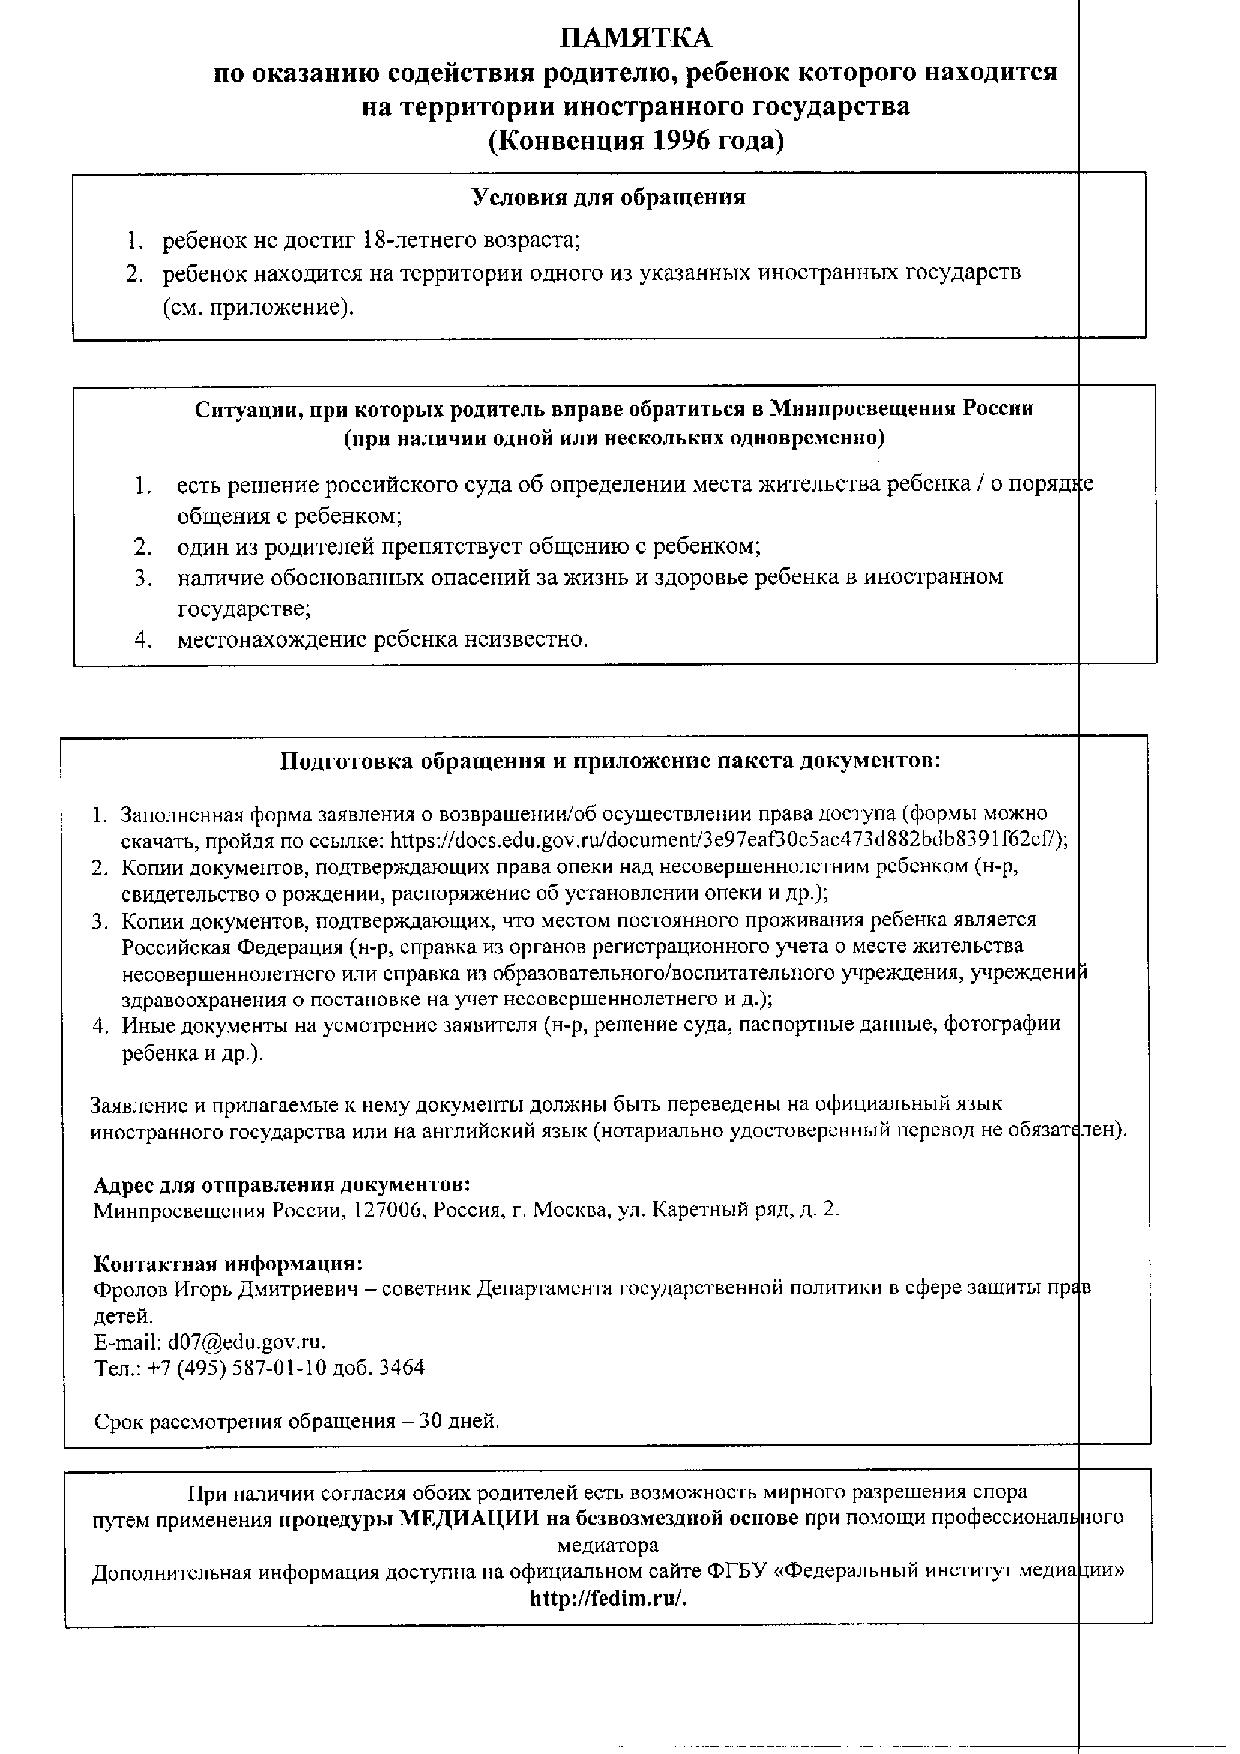 ПАМЯТКА
по оказанию содействия родителю, ребенок которого находится
на территории иностранного государства
(Конвенция 1996 года)
Условия для обращения
1. ребенок не достиг 18-летнего возраста;
2. ребенок находится на территории одного из указанных иностранных государств
(см. приложение).
Ситуации, при которых родитель вправе обратиться в Минпросвещения России
(при наличии одной или нескольких одновременно)
1. есть решение российского суда об определении места жительства ребенка / о порядке
общения с ребенком;
2. один из родителей препятствует общению с ребенком;
3. наличие обоснованных опасений за жизнь и здоровье ребенка в иностранном
государстве;
4. местонахождение ребенка неизвестно.
Подготовка обращения и приложение пакета документов:
1. Заполненная форма заявления о возвращении/об осуществлении права доступа (формы можно
скачать, пройдя по ссылке: https://docs.edu.gov.ru/document/3e97eaf30c5ac473d882bdb8391f62cf/);
2. Копии документов, подтверждающих права опеки над несовершеннолетним ребенком (н-р,
свидетельство о рождении, распоряжение об установлении опеки и др.);
3. Копии документов, подтверждающих, что местом постоянного проживания ребенка является
Российская Федерация (н-р, справка из органов регистрационного учета о месте жительства
несовершеннолетнего или справка из образовательного/воспитательного учреждения, учреждений
здравоохранения о постановке на учет несовершеннолетнего и д.);
4. Иные документы на усмотрение заявителя (н-р, решение суда, паспортные данные, фотографии
ребенка и др.).
Заявление и прилагаемые к нему документы должны быть переведены на официальный язык
иностранного государства или на английский язык (нотариально удостоверенный перевод не обязателен).
Адрес для отправления документов:
Минпросвещения России, 127006, Россия, г. Москва, ул. Каретный ряд, д. 2.
Контактная информация:
Фролов Игорь Дмитриевич – советник Департамента государственной политики в сфере защиты прав
детей.
E-mail: d07@edu.gov.ru.
Тел.: +7 (495) 587-01-10 доб. 3464
Срок рассмотрения обращения – 30 дней.
При наличии согласия обоих родителей есть возможность мирного разрешения спора
путем применения процедуры МЕДИАЦИИ на безвозмездной основе при помощи профессионального
медиатора
Дополнительная информация доступна на официальном сайте ФГБУ «Федеральный институт медиации»
http://fedim.ru/.